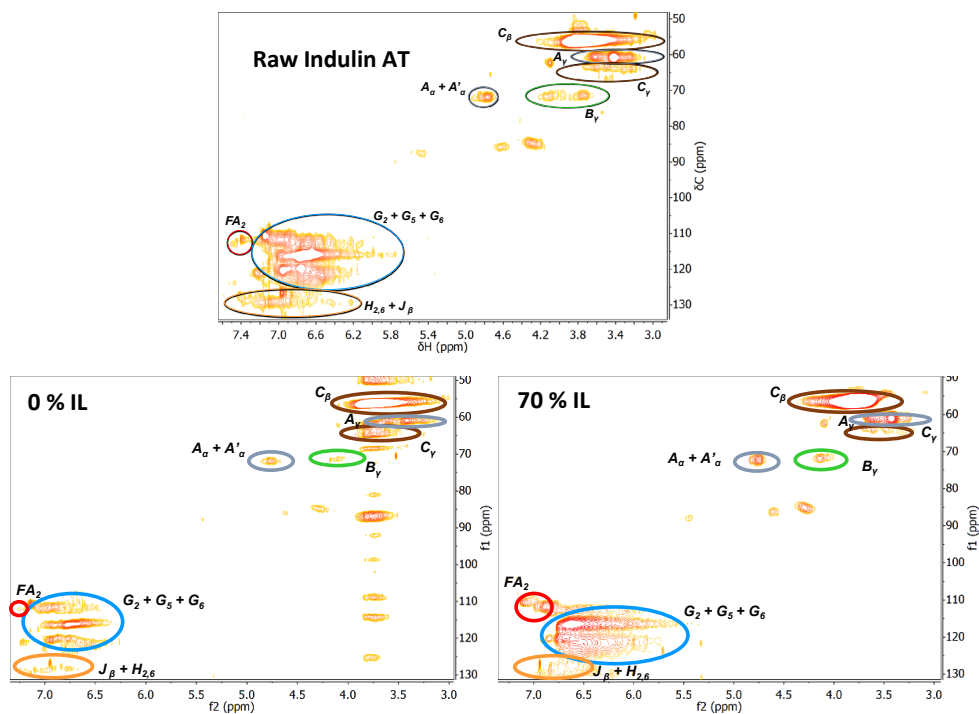 Raw Indulin AT
Cβ
Aγ
Cγ
Aα + A'α
Bγ
FA2
G2 + G5 + G6
H2,6 + Jβ
50
60
70
80
90
100
110
120
130
δC (ppm)
7.4 6.8 6.2 5.6 5.0 4.6 4.2 3.8 3.4 3.0
δH (ppm)
0 % IL
Cβ
Aγ
Cγ
Aα + A'α
Bγ
FA2
G2 + G5 + G6
Jβ + H2,6
50
60
70
80
90
100
110
120
130
f1 (ppm)
7.0 6.5 6.0 5.5 5.0 4.5 4.0 3.5 3.0
f2 (ppm)
70 % IL
Cβ
Aγ
Cγ
Aα + A'α
Bγ
FA2
G2 + G5 + G6
Jβ + H2,6
50
60
70
80
90
100
110
120
130
f1 (ppm)
7.0 6.5 6.0 5.5 5.0 4.5 4.0 3.5 3.0
f2 (ppm)